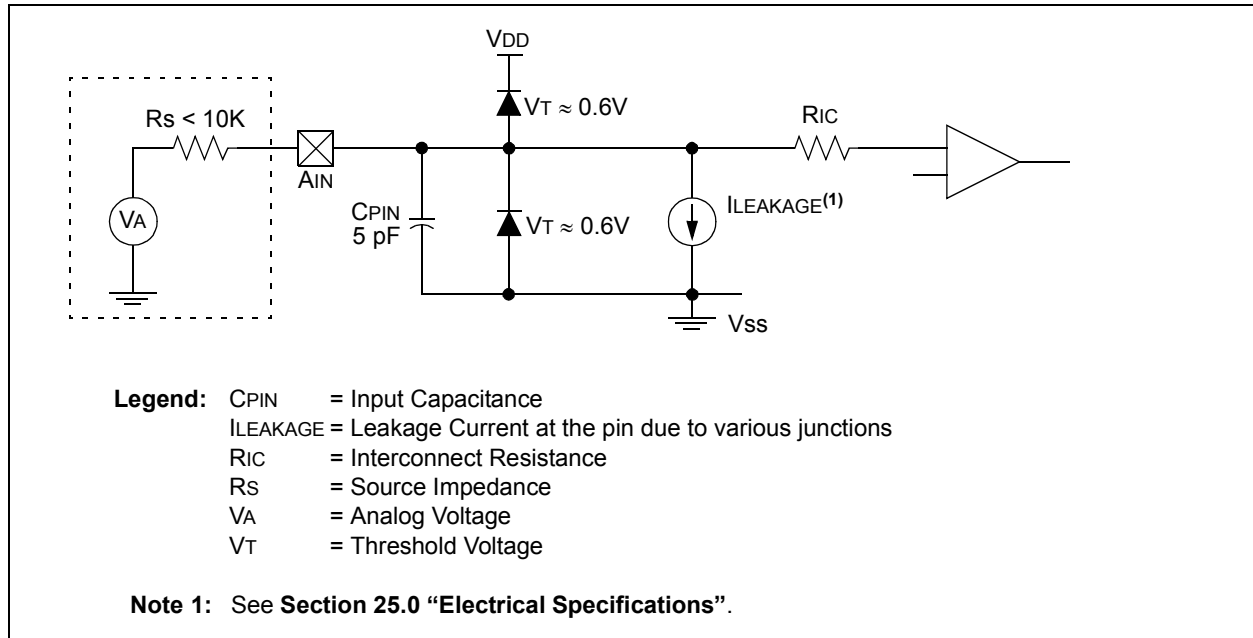 VDD
VT ≈ 0.6V
Rs < 10K
RIC
AIN
VA
CPIN
5 pF
VT ≈ 0.6V
ILEAKAGE(1)
Vss
Legend: CPIN = Input Capacitance
ILEAKAGE = Leakage Current at the pin due to various junctions
RIC = Interconnect Resistance
RS = Source Impedance
VA = Analog Voltage
VT = Threshold Voltage
Note 1: See Section 25.0 “Electrical Specifications”.